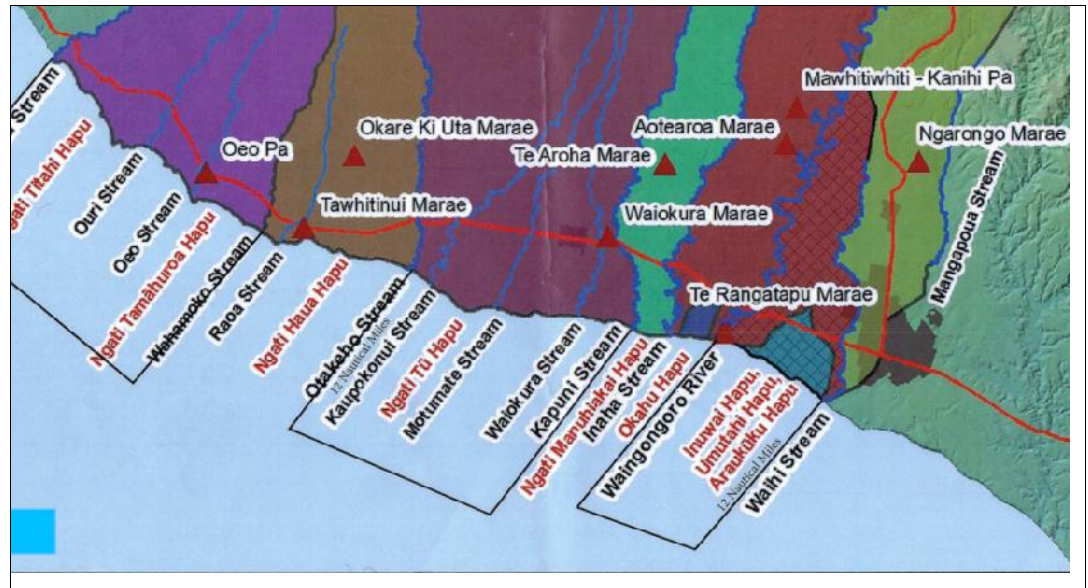 Mawhitiwhiti - Kanihi Pa
Okare Ki Uta Marae
Aotearoa Marae
Ngarongo Marae
Oeo Pa
Te Aroha Marae
Tawhitinui Marae
Waiokura Marae
Te Rangatapu Marae
Stream
Ngati Titahi Hapu
Ouri Stream
Oeo Stream
Ngati Tamahuroa Hapu
Wahamoko Stream
Raoa Stream
Ngati Haua Hapu
Otakeho Stream
12 Nautical Miles
Kaupokonui Stream
Ngati Tū Hapu
Motumate Stream
Waiokura Stream
Kapuni Stream
Ngati Manuhiakai Hapu
Inaha Stream
Okahu Hapu
Waingongoro River
Inuwai Hapu,
Umutahi Hapu,
Araukūku Hapu
12 Nautical Miles
Waihi Stream
Mangapoua Stream